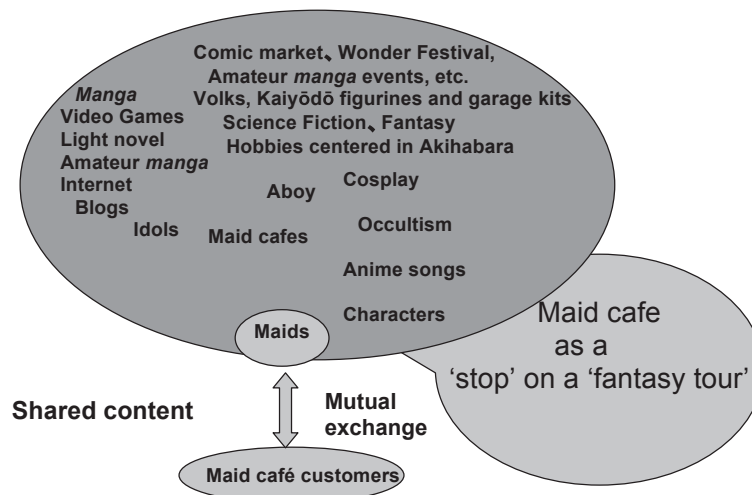 Comic market、Wonder Festival,
Amateur manga events, etc.
Volks, Kaiyōdō figurines and garage kits
Science Fiction、Fantasy
Hobbies centered in Akihabara
Manga
Video Games
Light novel
Amateur manga
Internet
Blogs
Idols
Aboy
Maid cafes
Cosplay
Occultism
Anime songs
Characters
Maids
Maid cafe
as a
‘stop’ on a ‘fantasy tour’
Shared content
Mutual
exchange
Maid café customers